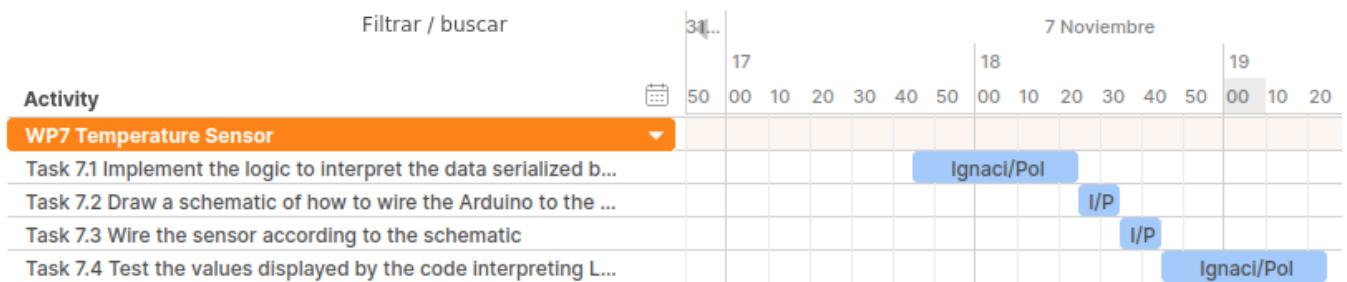 Filtrar / buscar
31...
7 Noviembre
17 18 19
Activity
50 00 10 20 30 40 50 00 10 20 30 40 50 00 10 20
WP7 Temperature Sensor
Task 7.1 Implement the logic to interpret the data serialized b... Ignaci/Pol
Task 7.2 Draw a schematic of how to wire the Arduino to the ... I/P
Task 7.3 Wire the sensor according to the schematic I/P
Task 7.4 Test the values displayed by the code interpreting L... Ignaci/Pol